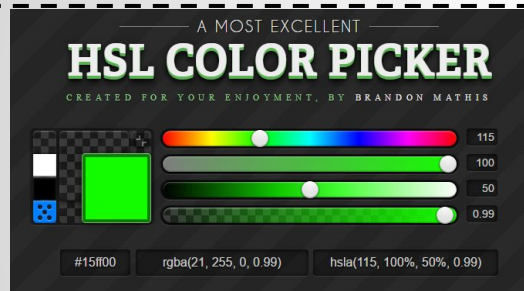 A MOST EXCELLENT
HSL COLOR PICKER
CREATED FOR YOUR ENJOYMENT, BY BRANDON MATHIS
115
100
50
0.99
#15ff00 rgba(21, 255, 0, 0.99) hsla(115, 100%, 50%, 0.99)